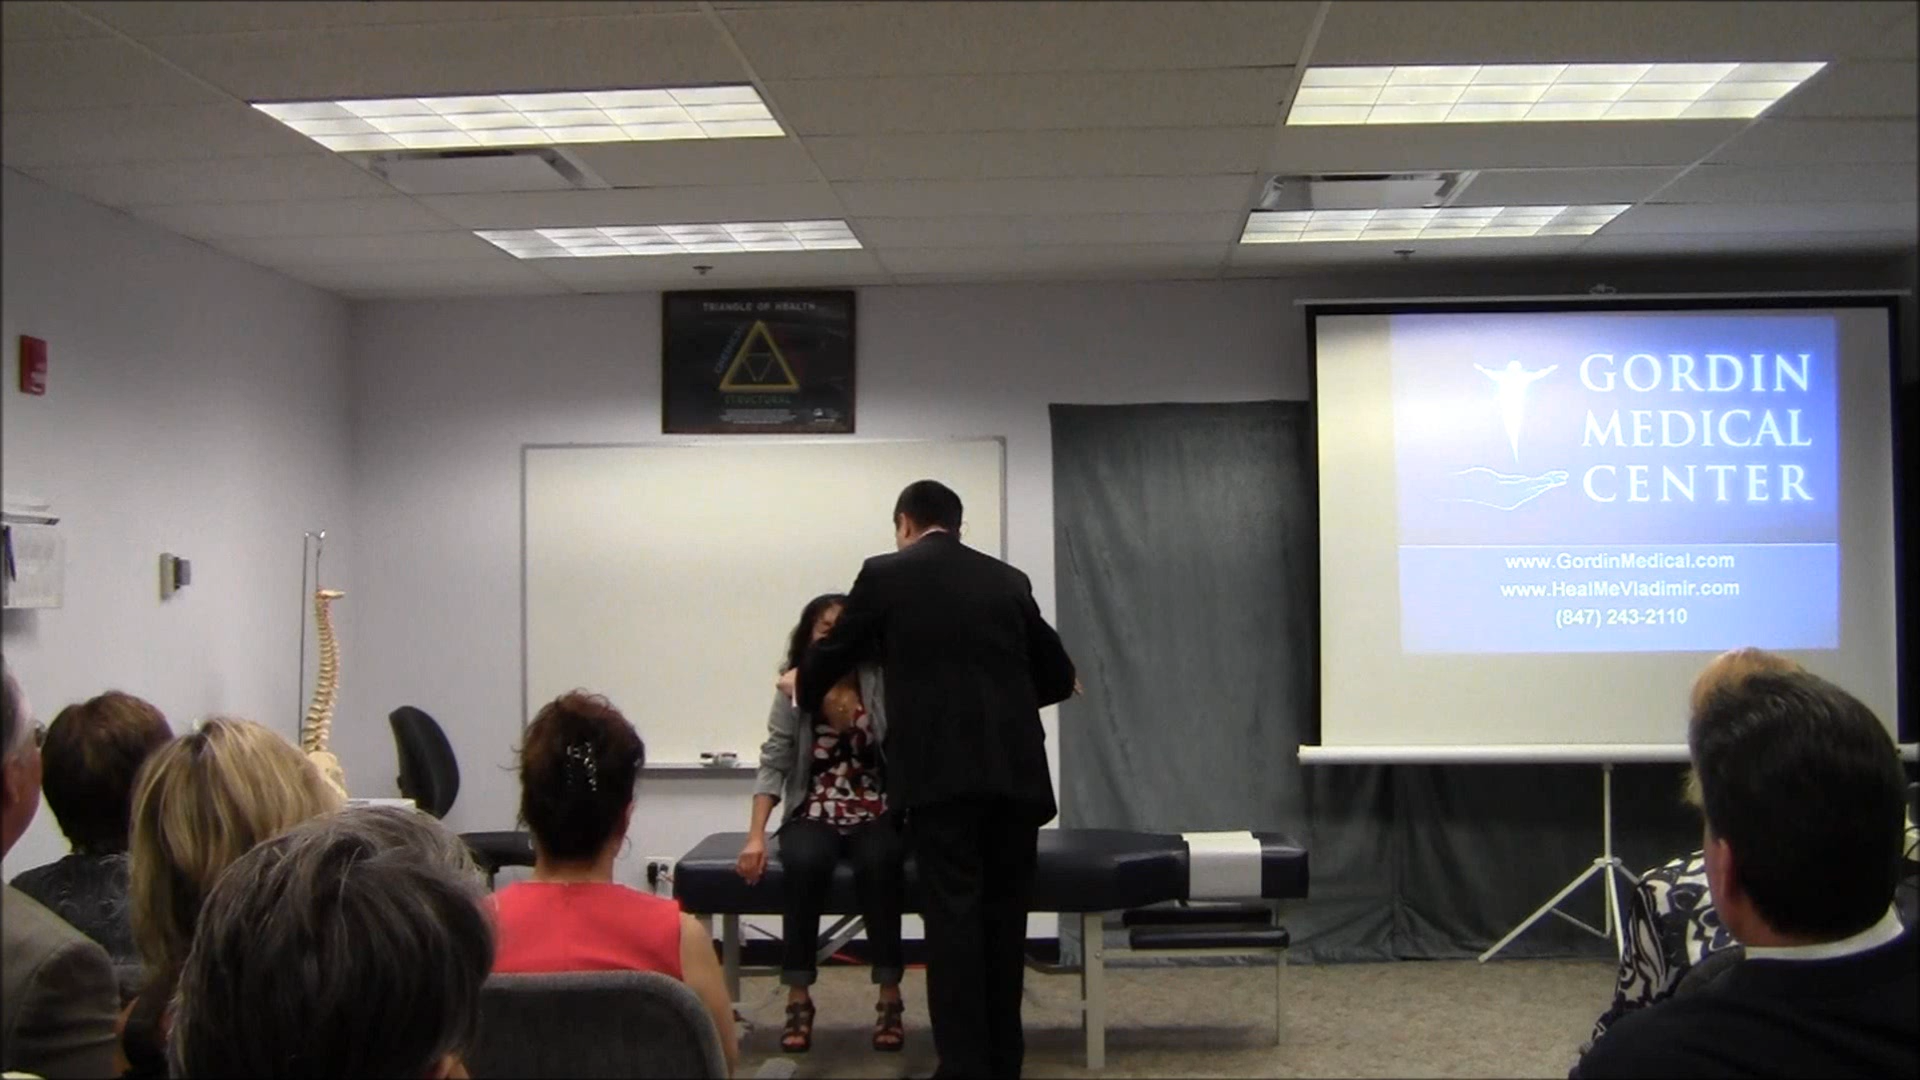 TRIANGLE OF HEALTH
STRUCTURAL
GORDIN
MEDICAL
CENTER
www.GordinMedical.com
www.HealMeVladimir.com
(847) 243-2110